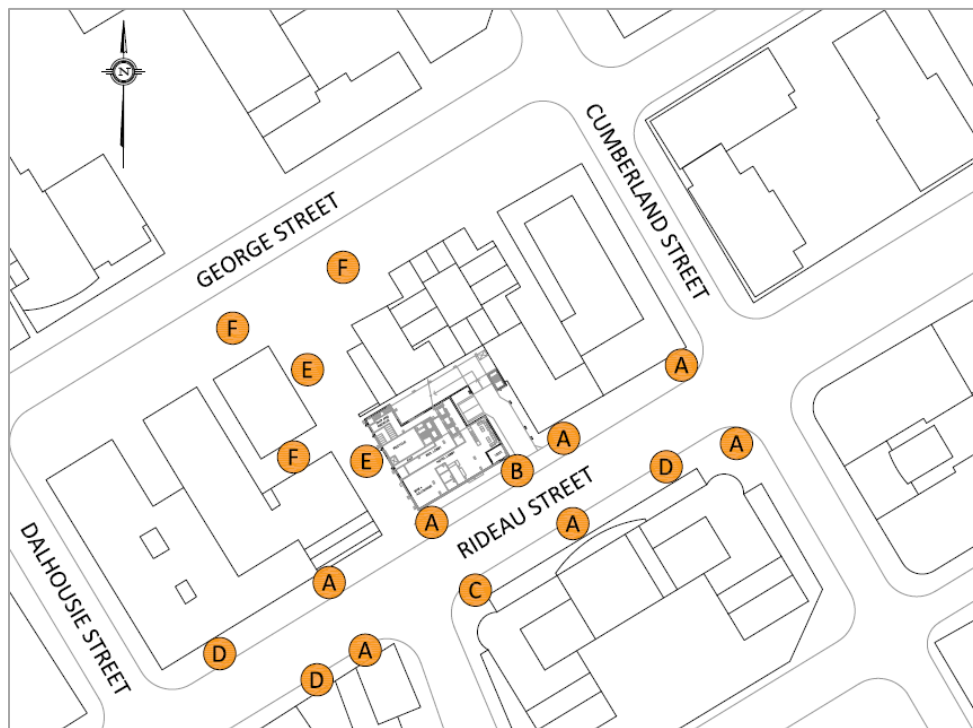 N
GEORGE STREET
CUMBERLAND STREET
F
F
E
A
A
A
D
F
E
B
A
A
RIDEAU STREET
A
C
DALHOUSIE STREET
D
A
D